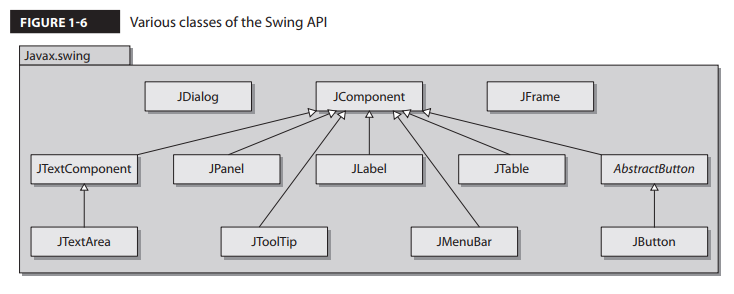 FIGURE 1-6 Various classes of the Swing API
Javax.swing
JDialog JComponent JFrame
JTextComponent JPanel JLabel JTable AbstractButton
JTextArea JToolTip JMenuBar JButton